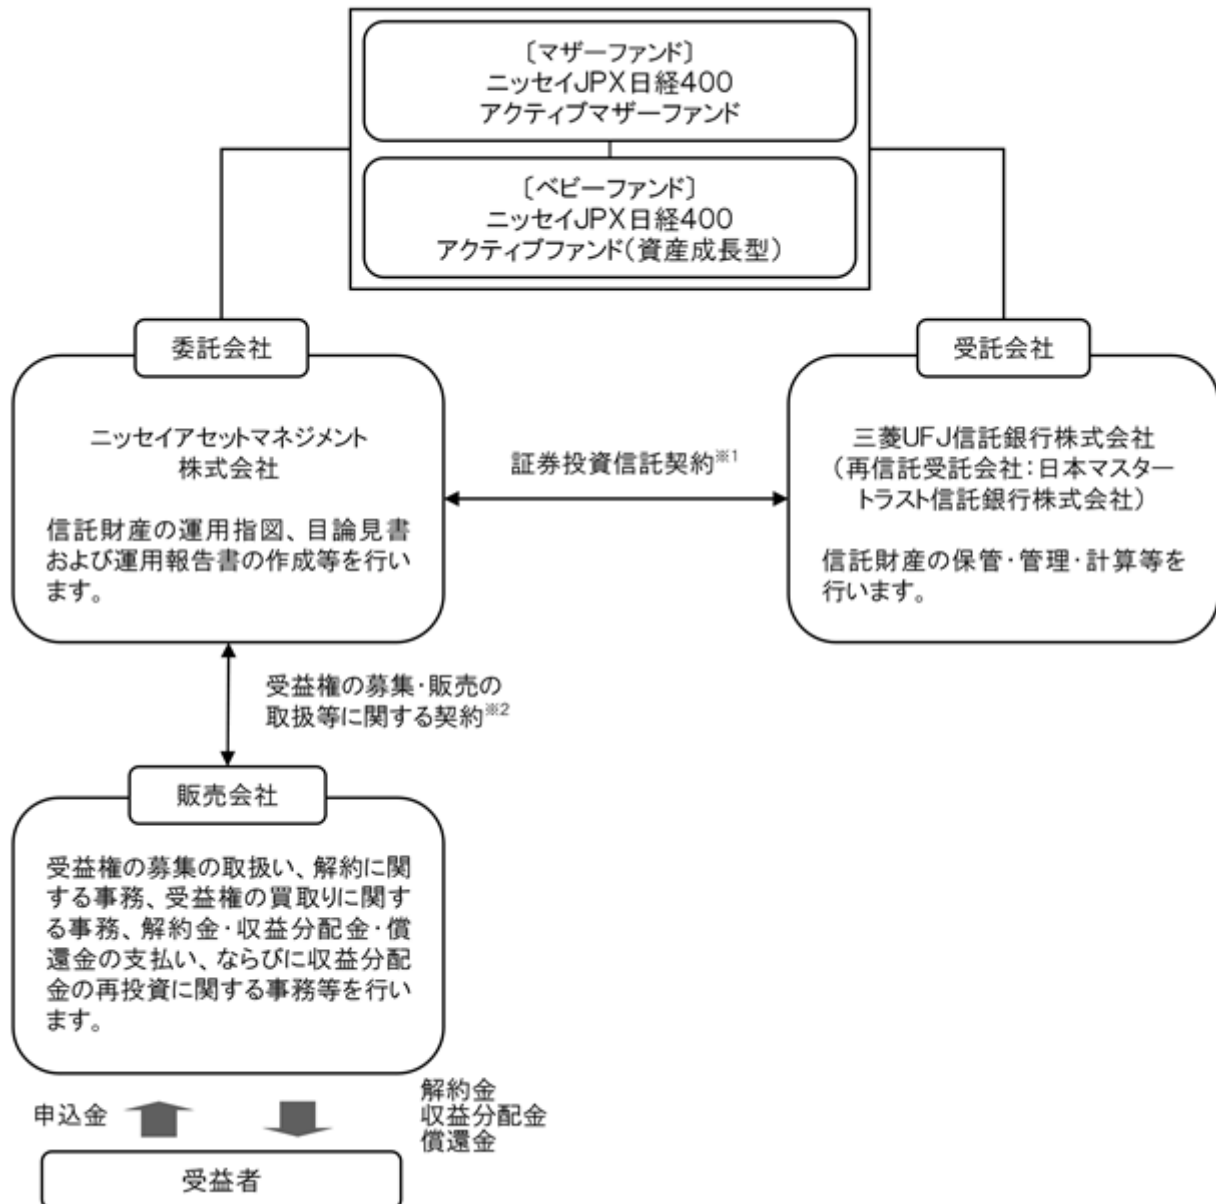 〔マザーファンド〕
ニッセイJPX日経400
アクティブマザーファンド
〔ベビーファンド〕
ニッセイJPX日経400
アクティブファンド(資産成長型)
委託会社
ニッセイアセットマネジメント
株式会社
信託財産の運用指図、目論見書
および運用報告書の作成等を行い
ます。
証券投資信託契約※1
受託会社
三菱UFJ信託銀行株式会社
(再信託受託会社:日本マスター
トラスト信託銀行株式会社)
信託財産の保管・管理・計算等を
行います。
受益権の募集・販売の
取扱等に関する契約※2
販売会社
受益権の募集の取扱い、解約に関
する事務、受益権の買取りに関す
る事務、解約金・収益分配金・償
還金の支払い、ならびに収益分配
金の再投資に関する事務等を行い
ます。
申込金
解約金
収益分配金
償還金
受益者